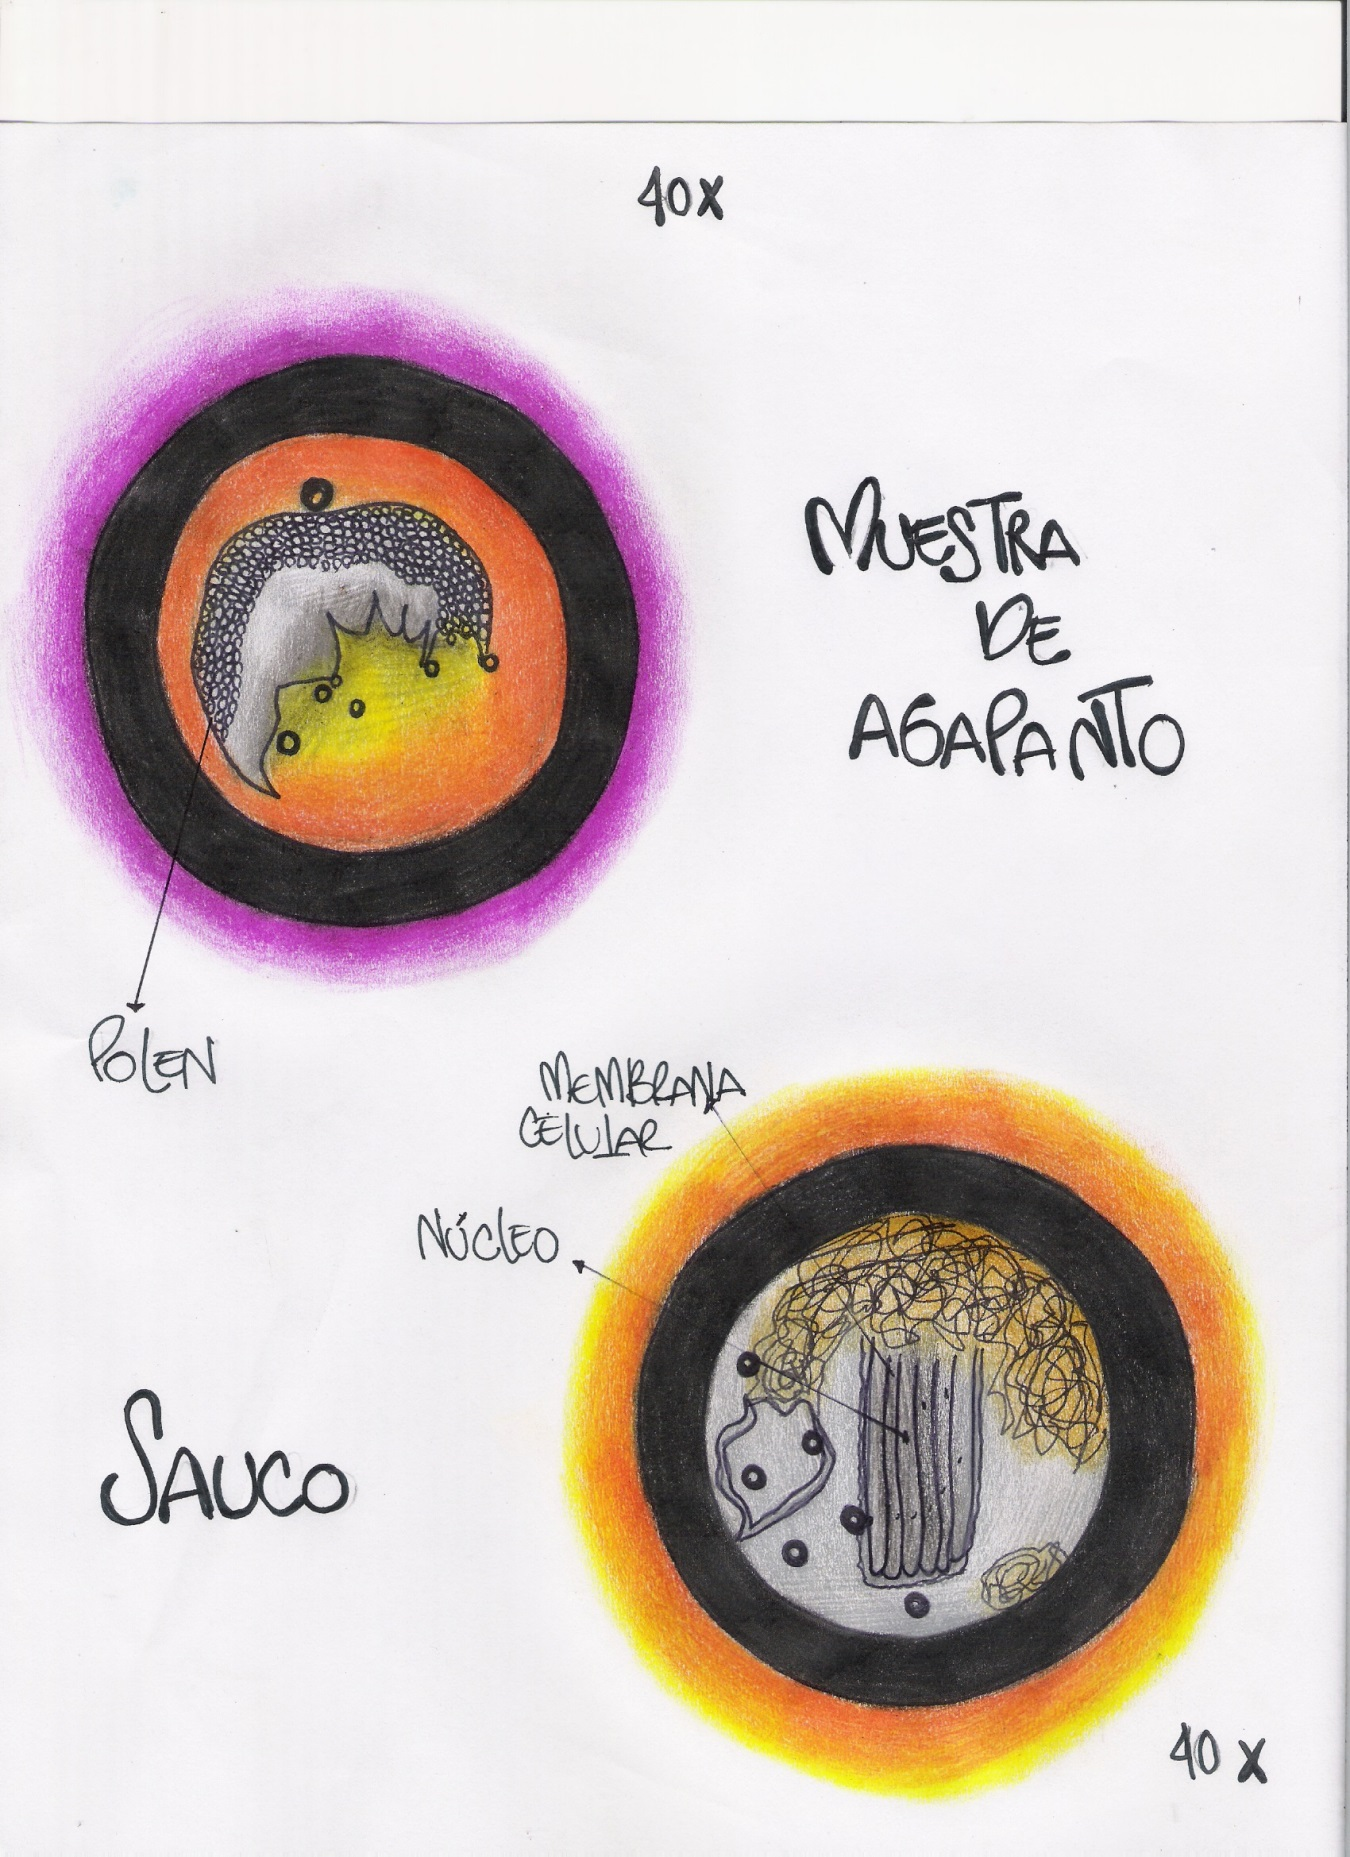 40X
MUESTRA
DE
AGAPANTO
POLEN
MEMBRANA
CELULAR
NÚCLEO
SAUCO
40 X